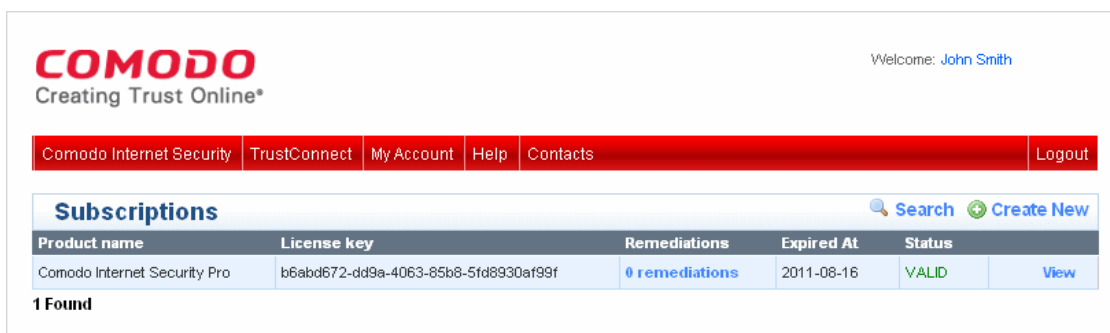 COMODO
Creating Trust Online®
Welcome: John Smith
Comodo Internet Security TrustConnect My Account Help Contacts Logout
Subscriptions Search Create New
Product name License key Remediations Expired At Status
Comodo Internet Security Pro b6abd672-dd9a-4063-85b8-5fd8930af99f 0 remediations 2011-08-16 VALID View
1 Found